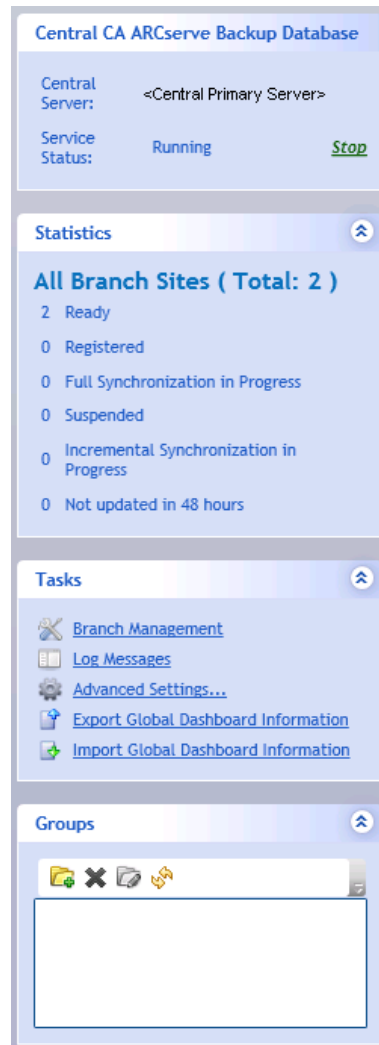 Central CA ARCserve Backup Database
Central
Server:
<Central Primary Server>
Service
Status:
Running
Stop
Statistics
All Branch Sites ( Total: 2 )
2 Ready
0 Registered
0 Full Synchronization in Progress
0 Suspended
0 Incremental Synchronization in
Progress
0 Not updated in 48 hours
Tasks
Branch Management
Log Messages
Advanced Settings...
Export Global Dashboard Information
Import Global Dashboard Information
Groups